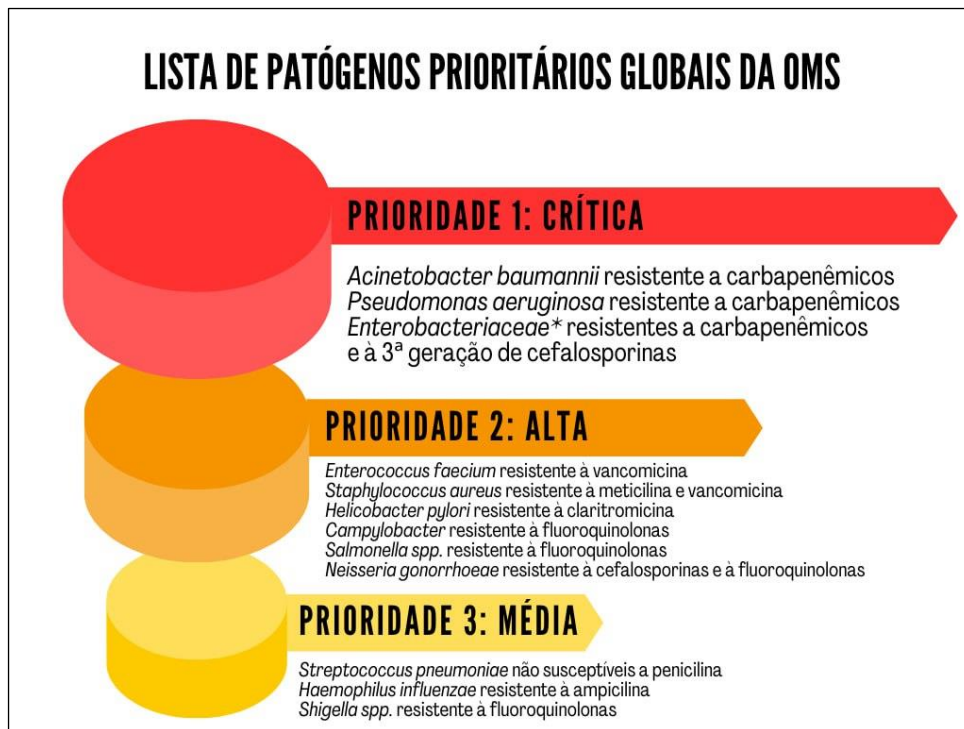 LISTA DE PATÓGENOS PRIORITÁRIOS GLOBAIS DA OMS
PRIORIDADE 1: CRÍTICA
Acinetobacter baumannii resistente a carbapenêmicos
Pseudomonas aeruginosa resistente a carbapenêmicos
Enterobacteriaceae* resistentes a carbapenêmicos
e à 3ª geração de cefalosporinas
PRIORIDADE 2: ALTA
Enterococcus faecium resistente à vancomicina
Staphylococcus aureus resistente à meticilina e vancomicina
Helicobacter pylori resistente à claritromicina
Campylobacter resistente à fluoroquinolonas
Salmonella spp. resistente à fluoroquinolonas
Neisseria gonorrhoeae resistente à cefalosporinas e à fluoroquinolonas
PRIORIDADE 3: MÉDIA
Streptococcus pneumoniae não susceptíveis a penicilina
Haemophilus influenzae resistente à ampicilina
Shigella spp. resistente à fluoroquinolonas